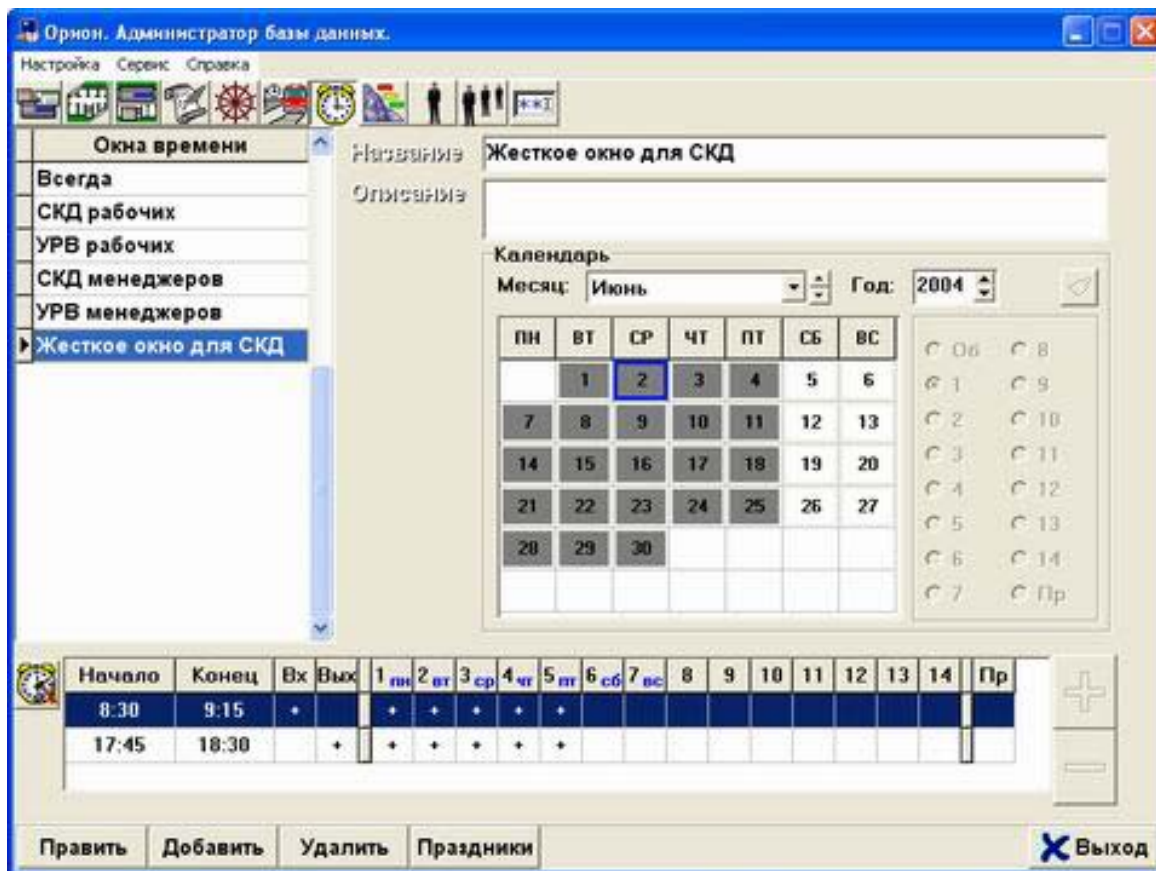 Орион. Администратор базы данных.
Настройка Сервис Справка
Окна времени
Всегда
СКД рабочих
УРВ рабочих
СКД менеджеров
УРВ менеджеров
Жесткое окно для СКД
Название Жесткое окно для СКД
Описание
Календарь
Месяц: Июнь Год: 2004
ПН ВТ СР ЧТ ПТ СБ ВС
1 2 3 4 5 6
7 8 9 10 11 12 13
14 15 16 17 18 19 20
21 22 23 24 25 26 27
28 29 30
Об 8
1 9
2 10
3 11
4 12
5 13
6 14
7 Пр
Начало Конец Вх Вых 1 пн 2 вт 3 ср 4 чт 5 пт 6 сб 7 вс 8 9 10 11 12 13 14 Пр
8:30 9:15 + + + + + +
17:45 18:30 + + + + + +
Править Добавить Удалить Праздники Выход